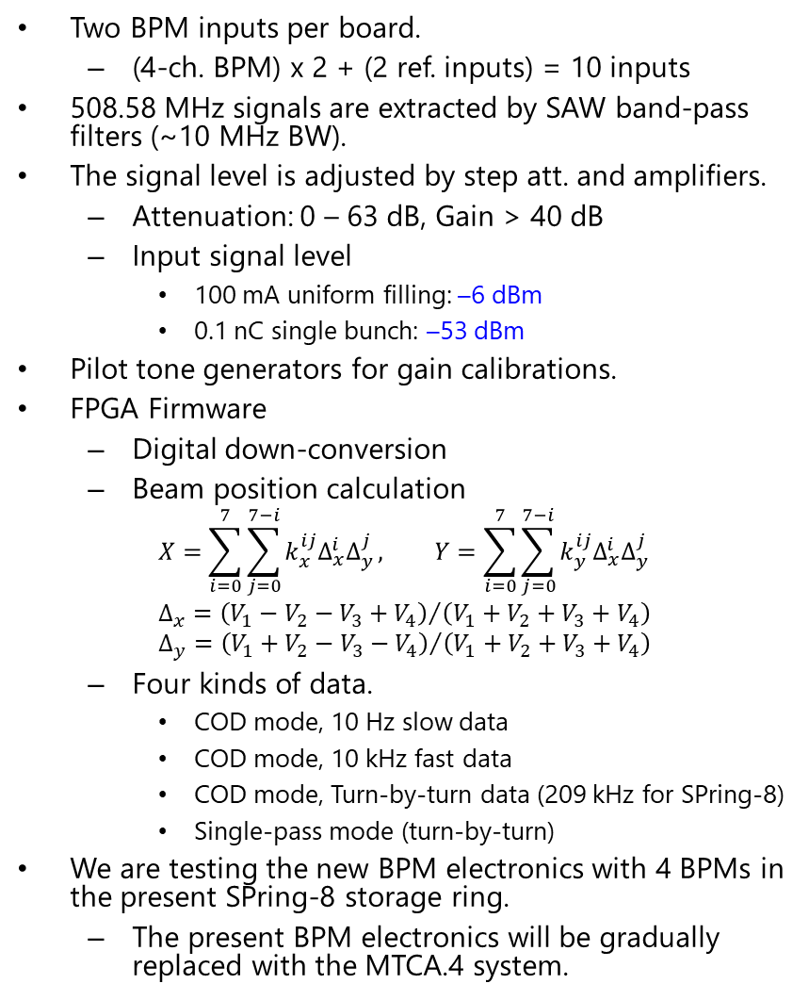 • Two BPM inputs per board.
– (4-ch. BPM) x 2 + (2 ref. inputs) = 10 inputs
• 508.58 MHz signals are extracted by SAW band-pass
filters (~10 MHz BW).
• The signal level is adjusted by step att. and amplifiers.
– Attenuation: 0 – 63 dB, Gain > 40 dB
– Input signal level
• 100 mA uniform filling: –6 dBm
• 0.1 nC single bunch: –53 dBm
• Pilot tone generators for gain calibrations.
• FPGA Firmware
– Digital down-conversion
– Beam position calculation
$X = \sum_{i=0}^{7} \sum_{j=0}^{7-i} k_x^{ij} \Delta_x^i \Delta_y^j, \quad Y = \sum_{i=0}^{7} \sum_{j=0}^{7-i} k_y^{ij} \Delta_x^i \Delta_y^j$
$\Delta_x = (V_1 - V_2 - V_3 + V_4)/(V_1 + V_2 + V_3 + V_4)$
$\Delta_y = (V_1 + V_2 - V_3 - V_4)/(V_1 + V_2 + V_3 + V_4)$
– Four kinds of data.
• COD mode, 10 Hz slow data
• COD mode, 10 kHz fast data
• COD mode, Turn-by-turn data (209 kHz for SPring-8)
• Single-pass mode (turn-by-turn)
• We are testing the new BPM electronics with 4 BPMs in
the present SPring-8 storage ring.
– The present BPM electronics will be gradually
replaced with the MTCA.4 system.